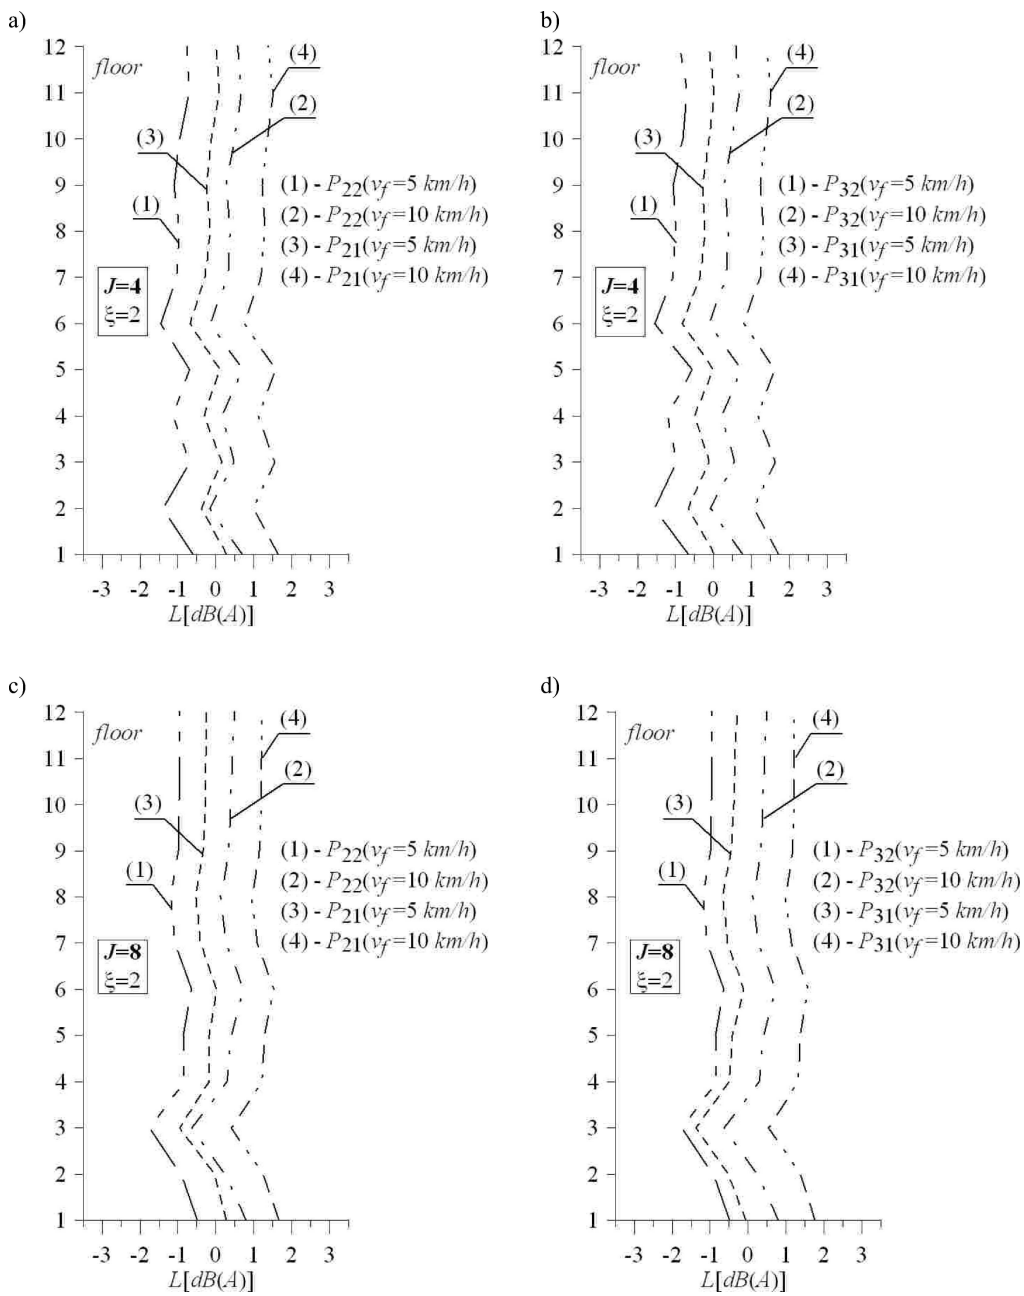 a)
12
floor
11
10
9
8
7
6
5
4
3
2
1
(4)
(2)
(3)
(1)
(1) - P22(vf=5 km/h)
(2) - P22(vf=10 km/h)
(3) - P21(vf=5 km/h)
(4) - P21(vf=10 km/h)
J=4
ξ=2
-3 -2 -1 0 1 2 3
L[dB(A)]
b)
12
floor
11
10
9
8
7
6
5
4
3
2
1
(4)
(2)
(3)
(1)
(1) - P32(vf=5 km/h)
(2) - P32(vf=10 km/h)
(3) - P31(vf=5 km/h)
(4) - P31(vf=10 km/h)
J=4
ξ=2
-3 -2 -1 0 1 2 3
L[dB(A)]
c)
12
floor
11
10
9
8
7
6
5
4
3
2
1
(4)
(2)
(3)
(1)
(1) - P22(vf=5 km/h)
(2) - P22(vf=10 km/h)
(3) - P21(vf=5 km/h)
(4) - P21(vf=10 km/h)
J=8
ξ=2
-3 -2 -1 0 1 2 3
L[dB(A)]
d)
12
floor
11
10
9
8
7
6
5
4
3
2
1
(4)
(2)
(3)
(1)
(1) - P32(vf=5 km/h)
(2) - P32(vf=10 km/h)
(3) - P31(vf=5 km/h)
(4) - P31(vf=10 km/h)
J=8
ξ=2
-3 -2 -1 0 1 2 3
L[dB(A)]